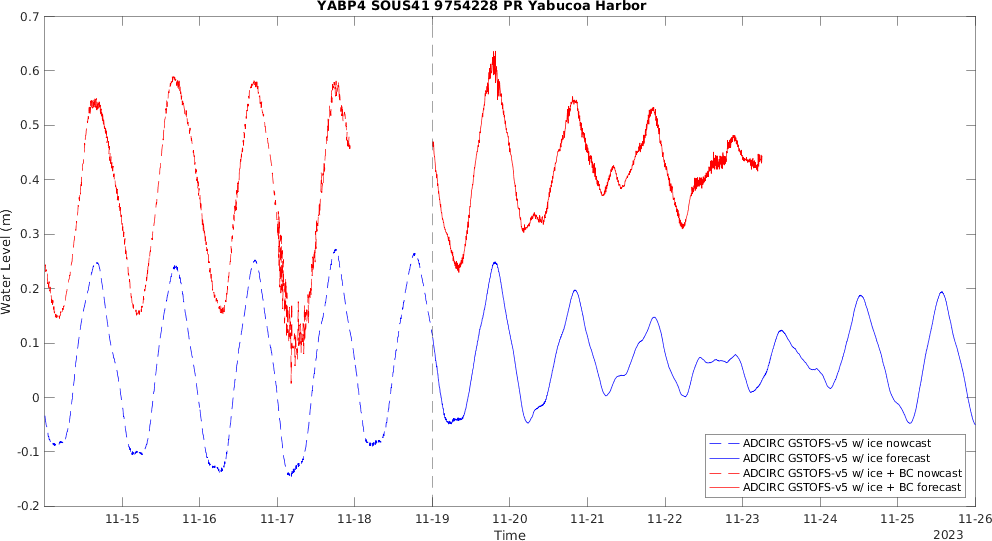 YABP4 SOUS41 9754228 PR Yabucoa Harbor
0.7
0.6
0.5
0.4
0.3
0.2
0.1
0
-0.1
-0.2
Water Level (m)
ADCIRC GSTOFS-v5 w/ ice nowcast
ADCIRC GSTOFS-v5 w/ ice forecast
ADCIRC GSTOFS-v5 w/ ice + BC nowcast
ADCIRC GSTOFS-v5 w/ ice + BC forecast
11-15 11-16 11-17 11-18 11-19 11-20 11-21 11-22 11-23 11-24 11-25 11-26
Time
2023